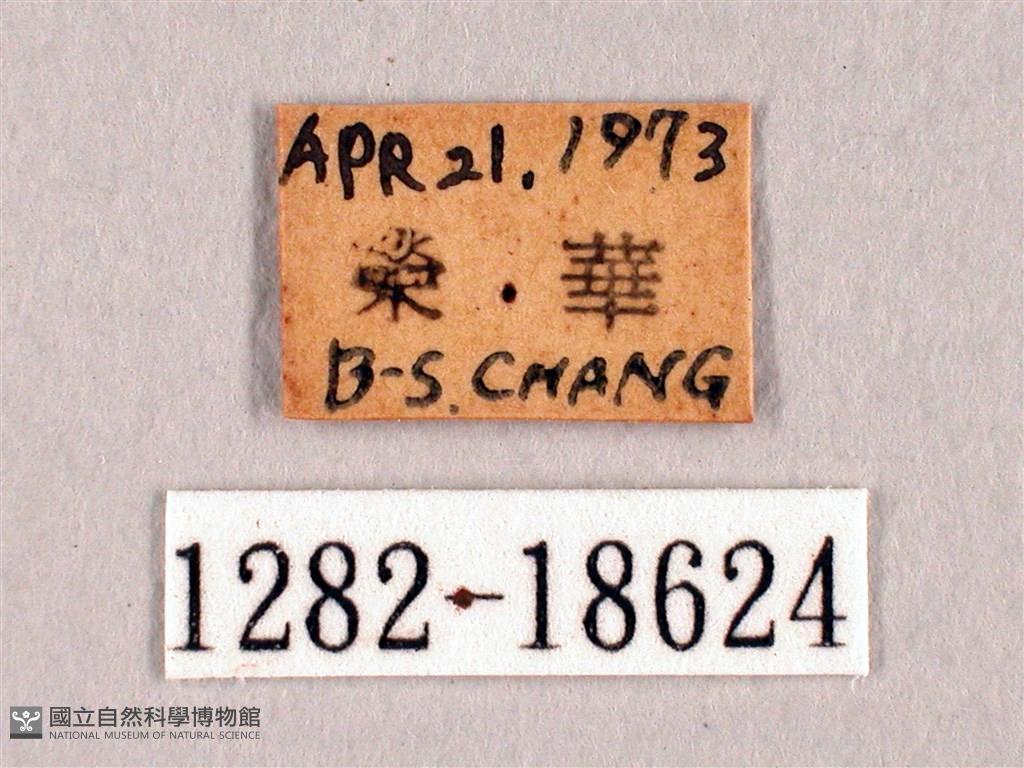 APR 21. 1973
榮 · 華
B-S. CHANG
1282-18624
國立自然科學博物館
NATIONAL MUSEUM OF NATURAL SCIENCE